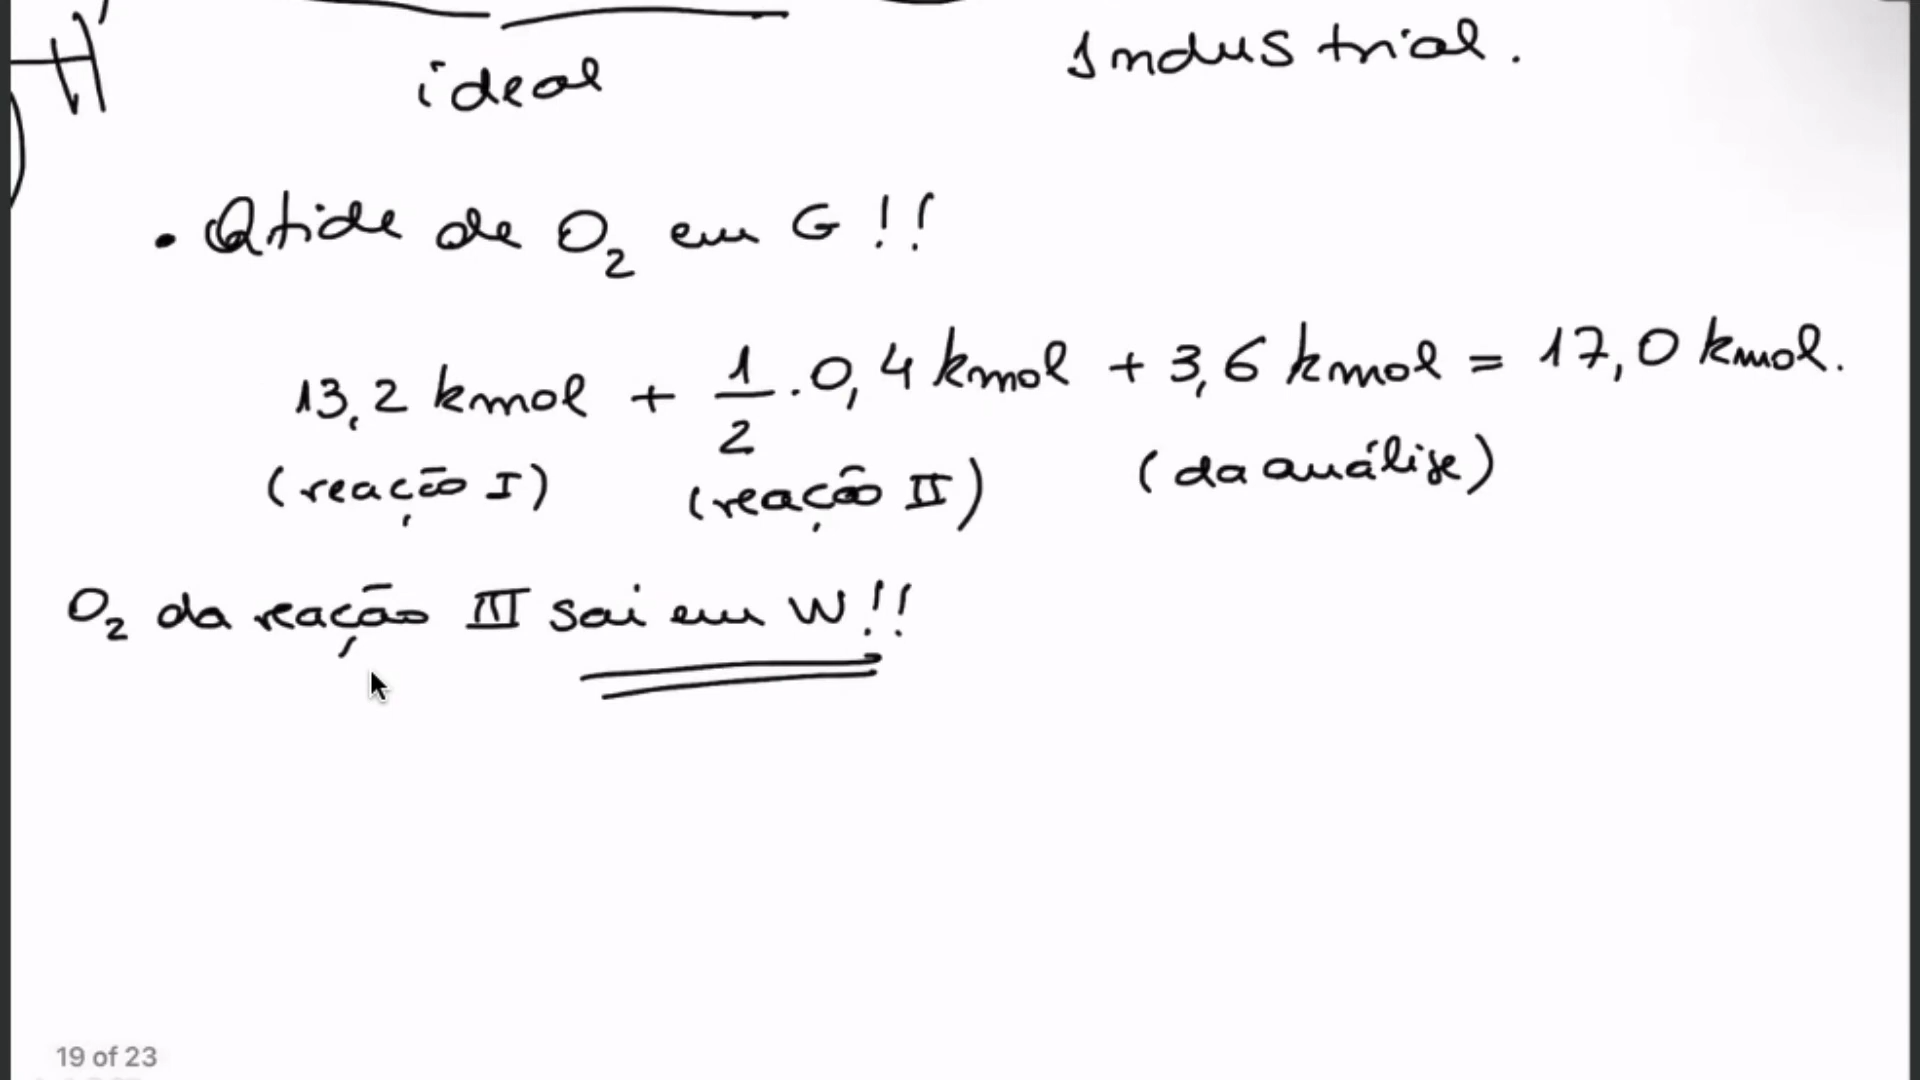 H'
ideal
Industrial.
• Qtide de O₂ em G!!
13,2 kmol + 1/2 . 0,4 kmol + 3,6 kmol = 17,0 kmol.
(reação I) (reação II) (da análise)
O₂ da reação III sai em W!!
19 of 23